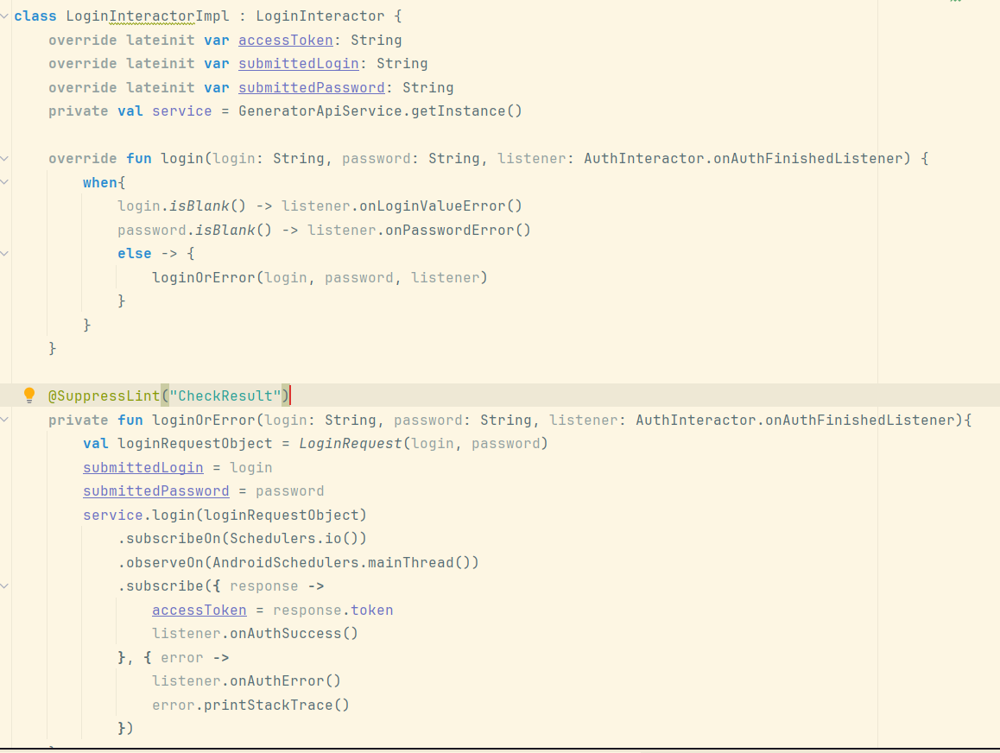 class LoginInteractorImpl : LoginInteractor {
    override lateinit var accessToken: String
    override lateinit var submittedLogin: String
    override lateinit var submittedPassword: String
    private val service = GeneratorApiService.getInstance()

    override fun login(login: String, password: String, listener: AuthInteractor.onAuthFinishedListener) {
        when{
            login.isBlank() -> listener.onLoginValueError()
            password.isBlank() -> listener.onPasswordError()
            else -> {
                loginOrError(login, password, listener)
            }
        }
    }

    @SuppressLint("CheckResult")
    private fun loginOrError(login: String, password: String, listener: AuthInteractor.onAuthFinishedListener){
        val loginRequestObject = LoginRequest(login, password)
        submittedLogin = login
        submittedPassword = password
        service.login(loginRequestObject)
            .subscribeOn(Schedulers.io())
            .observeOn(AndroidSchedulers.mainThread())
            .subscribe({ response ->
                accessToken = response.token
                listener.onAuthSuccess()
            }, { error ->
                listener.onAuthError()
                error.printStackTrace()
            })